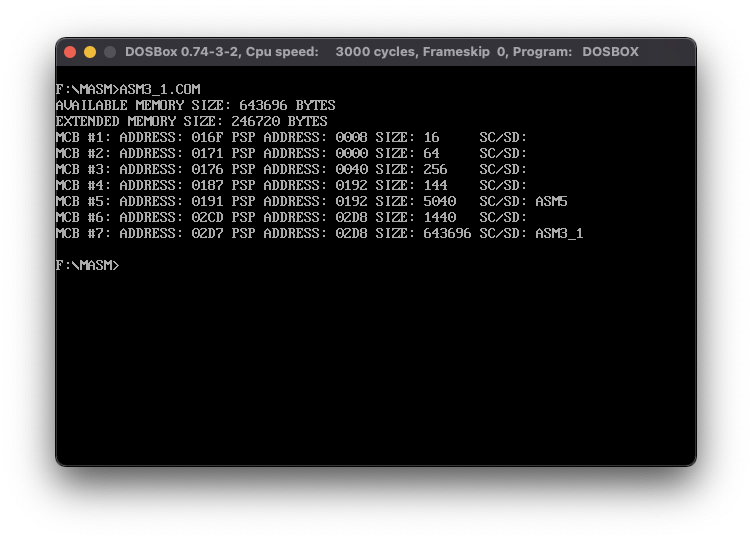 DOSBox 0.74-3-2, Cpu speed: 3000 cycles, Frameskip 0, Program: DOSBOX
F:\MASM>ASM3_1.COM
AVAILABLE MEMORY SIZE: 643696 BYTES
EXTENDED MEMORY SIZE: 246720 BYTES
MCB #1: ADDRESS: 016F PSP ADDRESS: 0008 SIZE: 16 SC/SD:
MCB #2: ADDRESS: 0171 PSP ADDRESS: 0000 SIZE: 64 SC/SD:
MCB #3: ADDRESS: 0176 PSP ADDRESS: 0040 SIZE: 256 SC/SD:
MCB #4: ADDRESS: 0187 PSP ADDRESS: 0192 SIZE: 144 SC/SD:
MCB #5: ADDRESS: 0191 PSP ADDRESS: 0192 SIZE: 5040 SC/SD: ASM5
MCB #6: ADDRESS: 02CD PSP ADDRESS: 02D8 SIZE: 1440 SC/SD:
MCB #7: ADDRESS: 02D7 PSP ADDRESS: 02D8 SIZE: 643696 SC/SD: ASM3_1
F:\MASM>